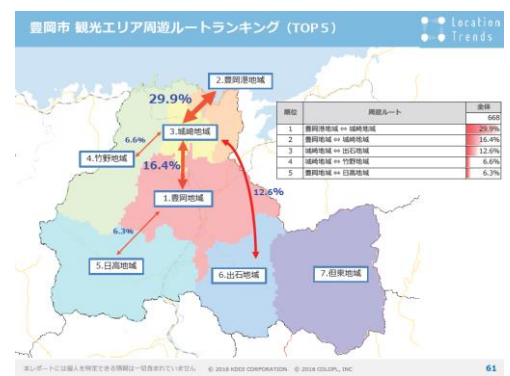 豊岡市 観光エリア周遊ルートランキング（TOP５）
Location
Trends
2.豊岡港地域
29.9%
3.城崎地域
6.6%
4.竹野地域
16.4%
12.6%
1.豊岡地域
6.3%
5.日高地域
6.出石地域
7.但東地域
順位 周遊ルート 全体
668
1 豊岡港地域 ⇔ 城崎地域 29.9%
2 豊岡地域 ⇔ 城崎地域 16.4%
3 城崎地域 ⇔ 出石地域 12.6%
4 城崎地域 ⇔ 竹野地域 6.6%
5 豊岡地域 ⇔ 日高地域 6.3%
本レポートには個人を特定できる情報は一切含まれていません © 2016 KDDI CORPORATION © 2016 COLOPL, INC 61